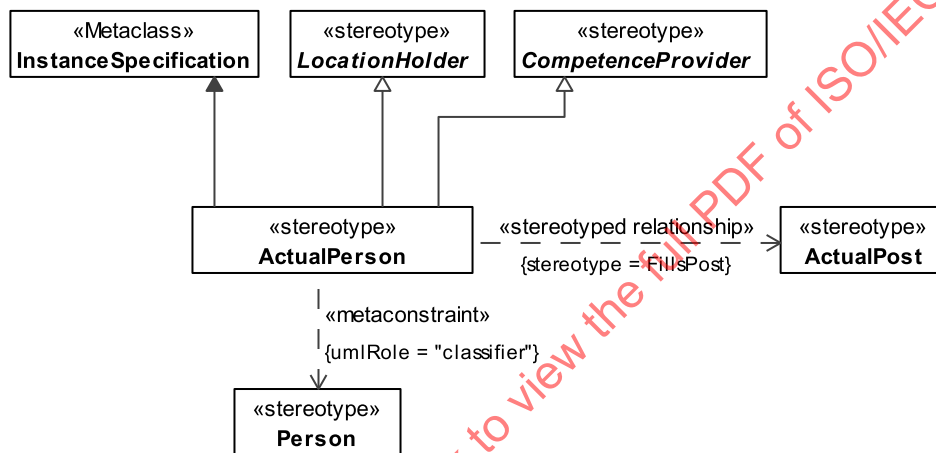 «Metaclass»
InstanceSpecification
«stereotype»
LocationHolder
«stereotype»
CompetenceProvider
«stereotype»
ActualPerson
«stereotyped relationship»
{stereotype = FillsPost}
«stereotype»
ActualPost
«metaconstraint»
{umlRole = "classifier"}
«stereotype»
Person
to view the full PDF of ISO/IEC